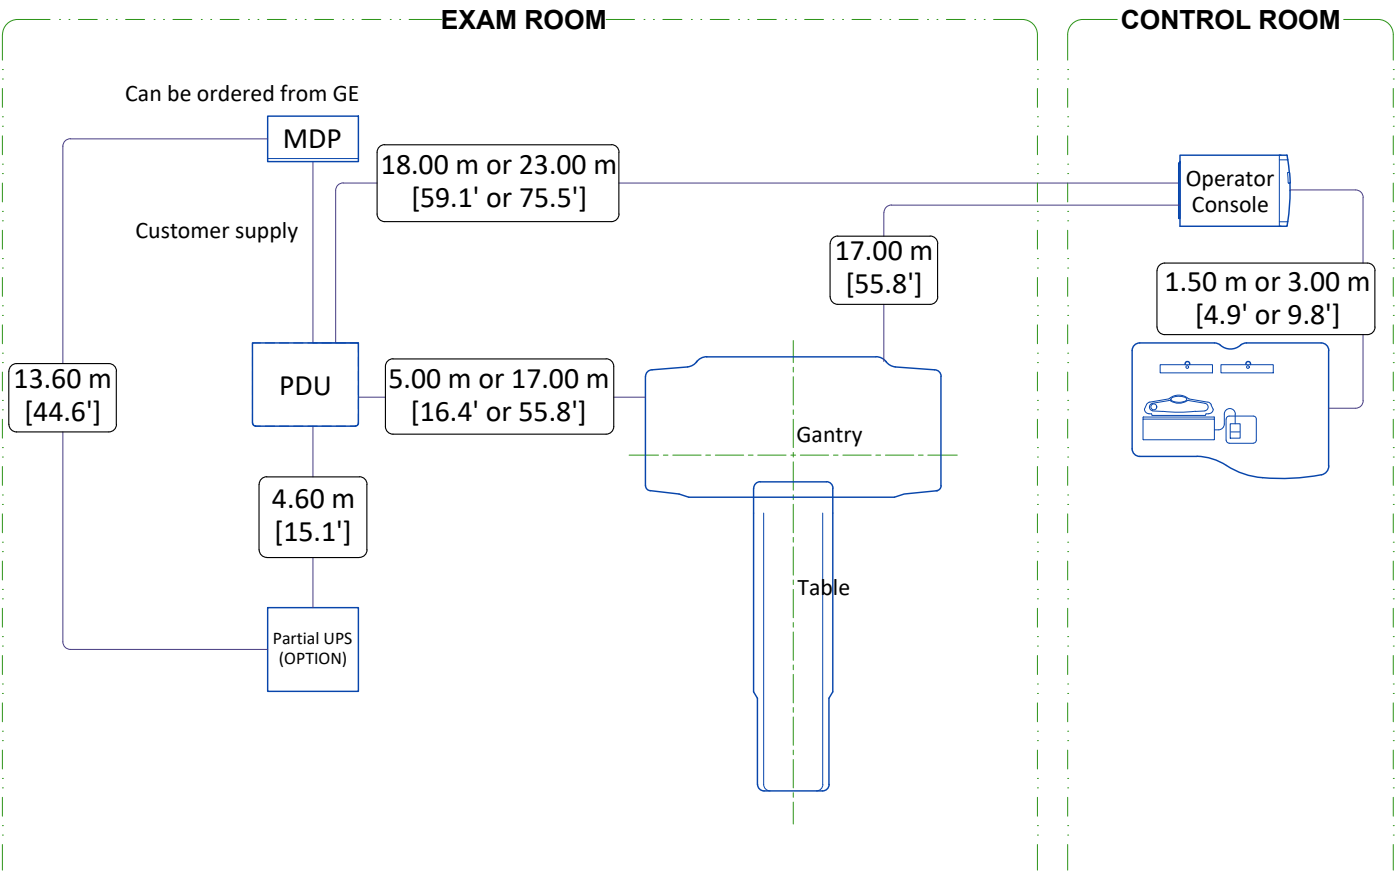 EXAM ROOM
CONTROL ROOM
Can be ordered from GE
MDP
18.00 m or 23.00 m
[59.1' or 75.5']
Operator
Console
Customer supply
17.00 m
[55.8']
1.50 m or 3.00 m
[4.9' or 9.8']
13.60 m
[44.6']
PDU
5.00 m or 17.00 m
[16.4' or 55.8']
Gantry
4.60 m
[15.1']
Table
Partial UPS
(OPTION)